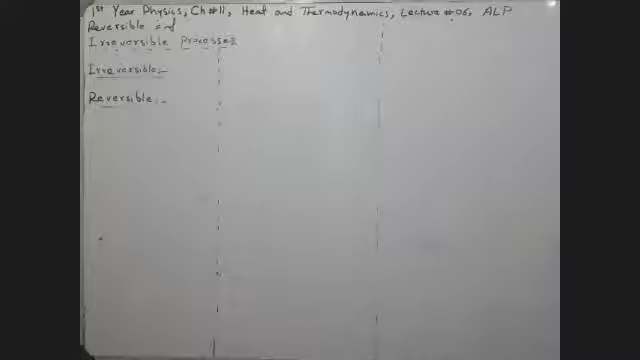 1st Year Physics, Ch#11, Heat and Thermodynamics, Lecture #06, ALP
Reversible and
Irreversible Processes
Irreversible:-
Reversible:-